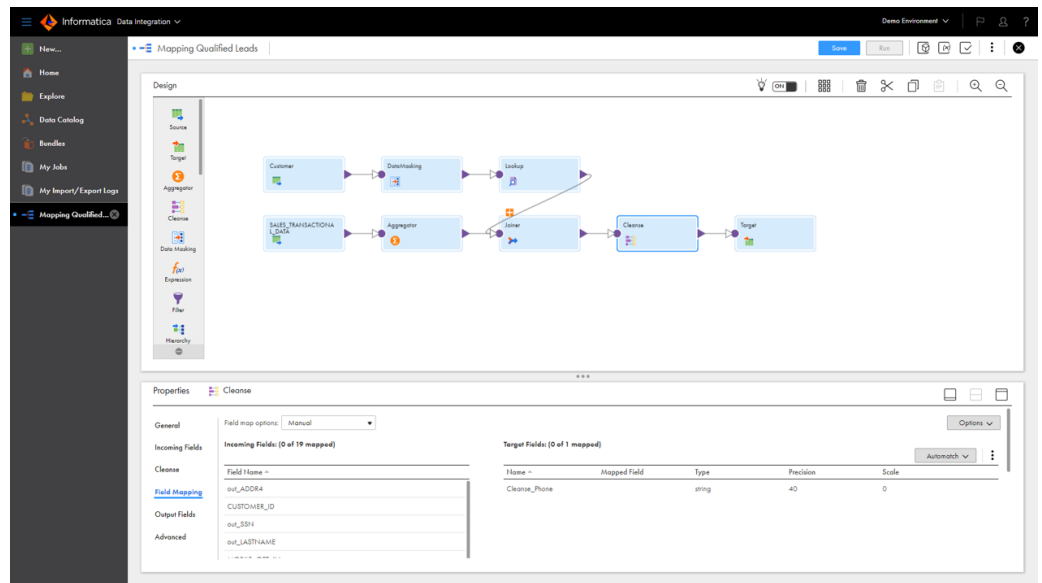 Informatica Data Integration
Demo Environment
?
New...
Home
Explore
Data Catalog
Bundles
My Jobs
My Import/Export Logs
Mapping Qualified...
Mapping Qualified Leads
Save
Run
Design
ON
Source
Target
Aggregator
Cleanse
Data Masking
f(x)
Expression
Filter
Hierarchy
Customer
DataMasking
Lookup
SALES_TRANSACTIONA
L_DATA
Aggregator
Joiner
Cleanse
Target
Properties
Cleanse
General
Incoming Fields
Cleanse
Field Mapping
Output Fields
Advanced
Field map options: Manual
Options
Incoming Fields: (0 of 19 mapped)
Field Name
out_ADDR4
CUSTOMER_ID
out_SSN
out_LASTNAME
Target Fields: (0 of 1 mapped)
Automatch
Name Mapped Field Type Precision Scale
Cleanse_Phone string 40 0